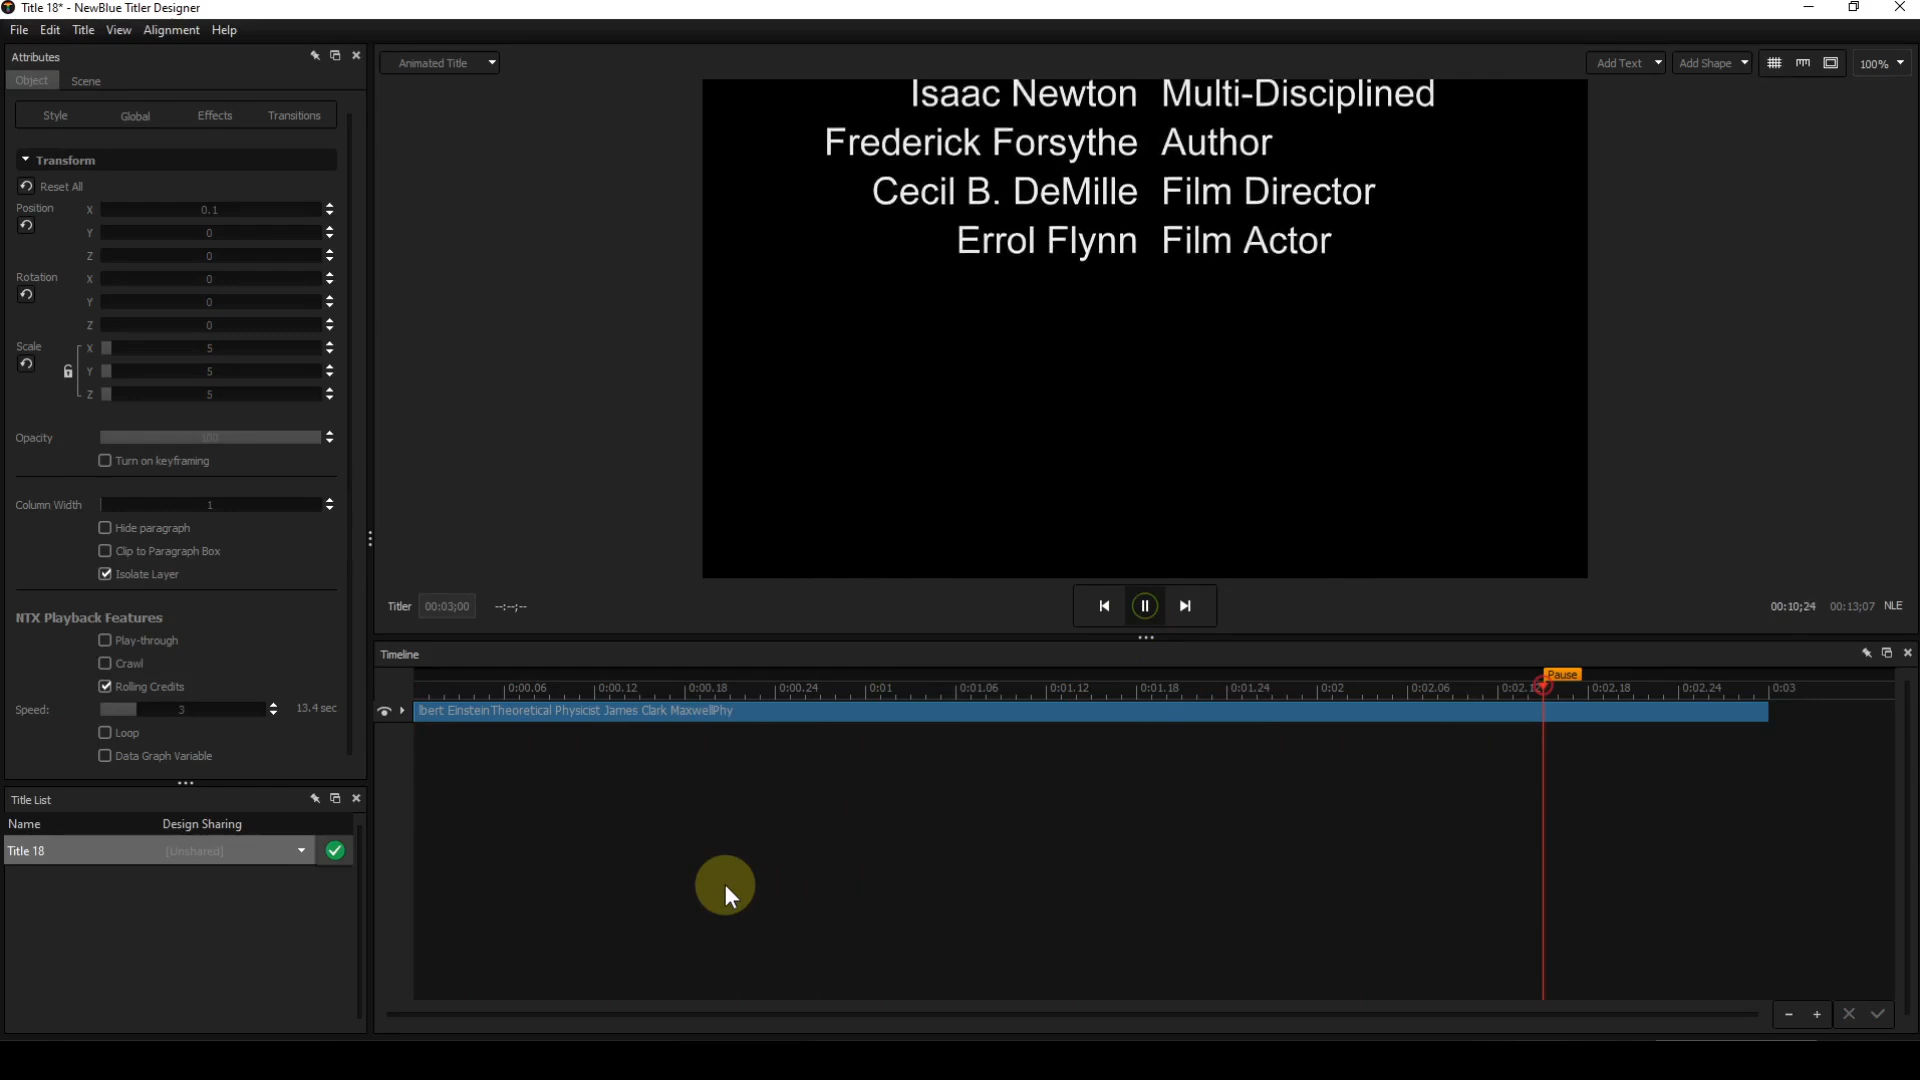 Title 18* - NewBlue Titler Designer
File Edit Title View Alignment Help
Attributes
Object Scene
Style Global Effects Transitions
Transform
Reset All
Position X 0.1
Y 0
Z 0
Rotation X 0
Y 0
Z 0
Scale X 5
Y 5
Z 5
Opacity 100
Turn on keyframing
Column Width 1
Hide paragraph
Clip to Paragraph Box
Isolate Layer
NTX Playback Features
Play-through
Crawl
Rolling Credits
Speed: 3 13.4 sec
Loop
Data Graph Variable
Title List
Name Design Sharing
Title 18 [Unshared]
Animated Title Add Text Add Shape 100%
Isaac Newton Multi-Disciplined
Frederick Forsythe Author
Cecil B. DeMille Film Director
Errol Flynn Film Actor
Titler 00:03;00 --:--;-- 00:10;24 00:13;07 NLE
Timeline
Pause
0:00.06 0:00.12 0:00.18 0:00.24 0:01 0:01.06 0:01.12 0:01.18 0:01.24 0:02 0:02.06 0:02.18 0:02.24 0:03
lbert EinsteinTheoretical Physicist James Clark MaxwellPhy